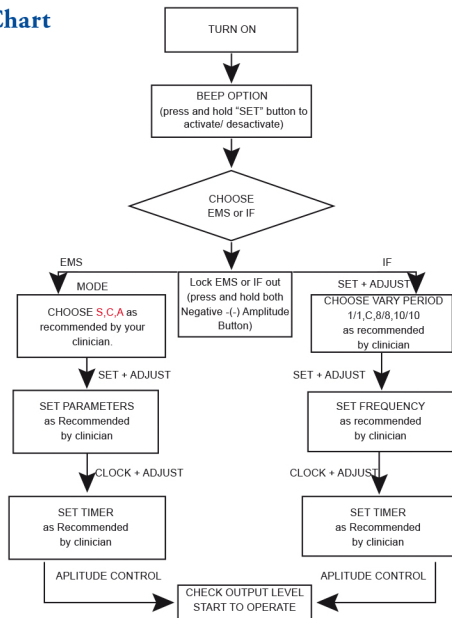 Chart
TURN ON
BEEP OPTION
(press and hold "SET" button to
activate/ desactivate)
CHOOSE
EMS or IF
EMS
IF
MODE
SET + ADJUST
CHOOSE S,C,A as
recommended by your
clinician.
Lock EMS or IF out
(press and hold both
Negative -(-) Amplitude
Button)
CHOOSE VARY PERIOD
1/1,C,8/8,10/10
as recommended
by clinician
SET + ADJUST
SET + ADJUST
SET PARAMETERS
as Recommended
by clinician
SET FREQUENCY
as recommended
by clinician
CLOCK + ADJUST
CLOCK + ADJUST
SET TIMER
as Recommended
by clinician
SET TIMER
as Recommended
by clinician
APLITUDE CONTROL
APLITUDE CONTROL
CHECK OUTPUT LEVEL
START TO OPERATE